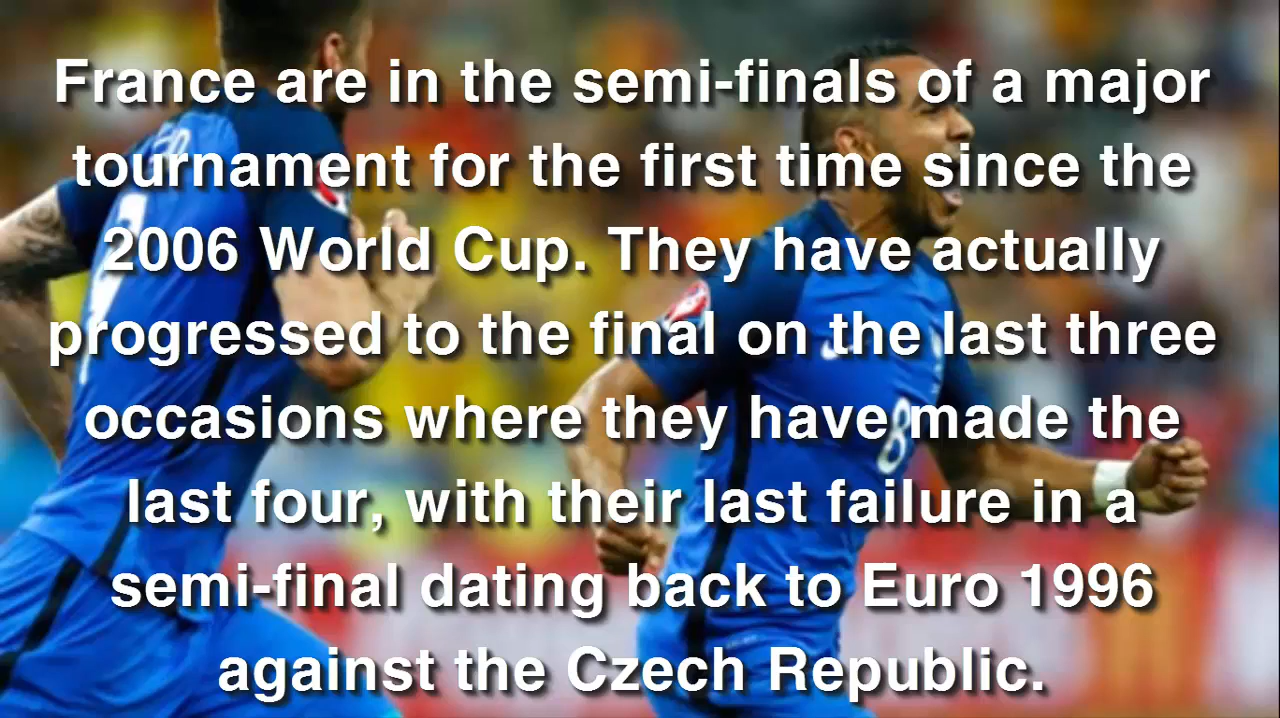 France are in the semi-finals of a major
tournament for the first time since the
2006 World Cup. They have actually
progressed to the final on the last three
occasions where they have made the
last four, with their last failure in a
semi-final dating back to Euro 1996
against the Czech Republic.
8